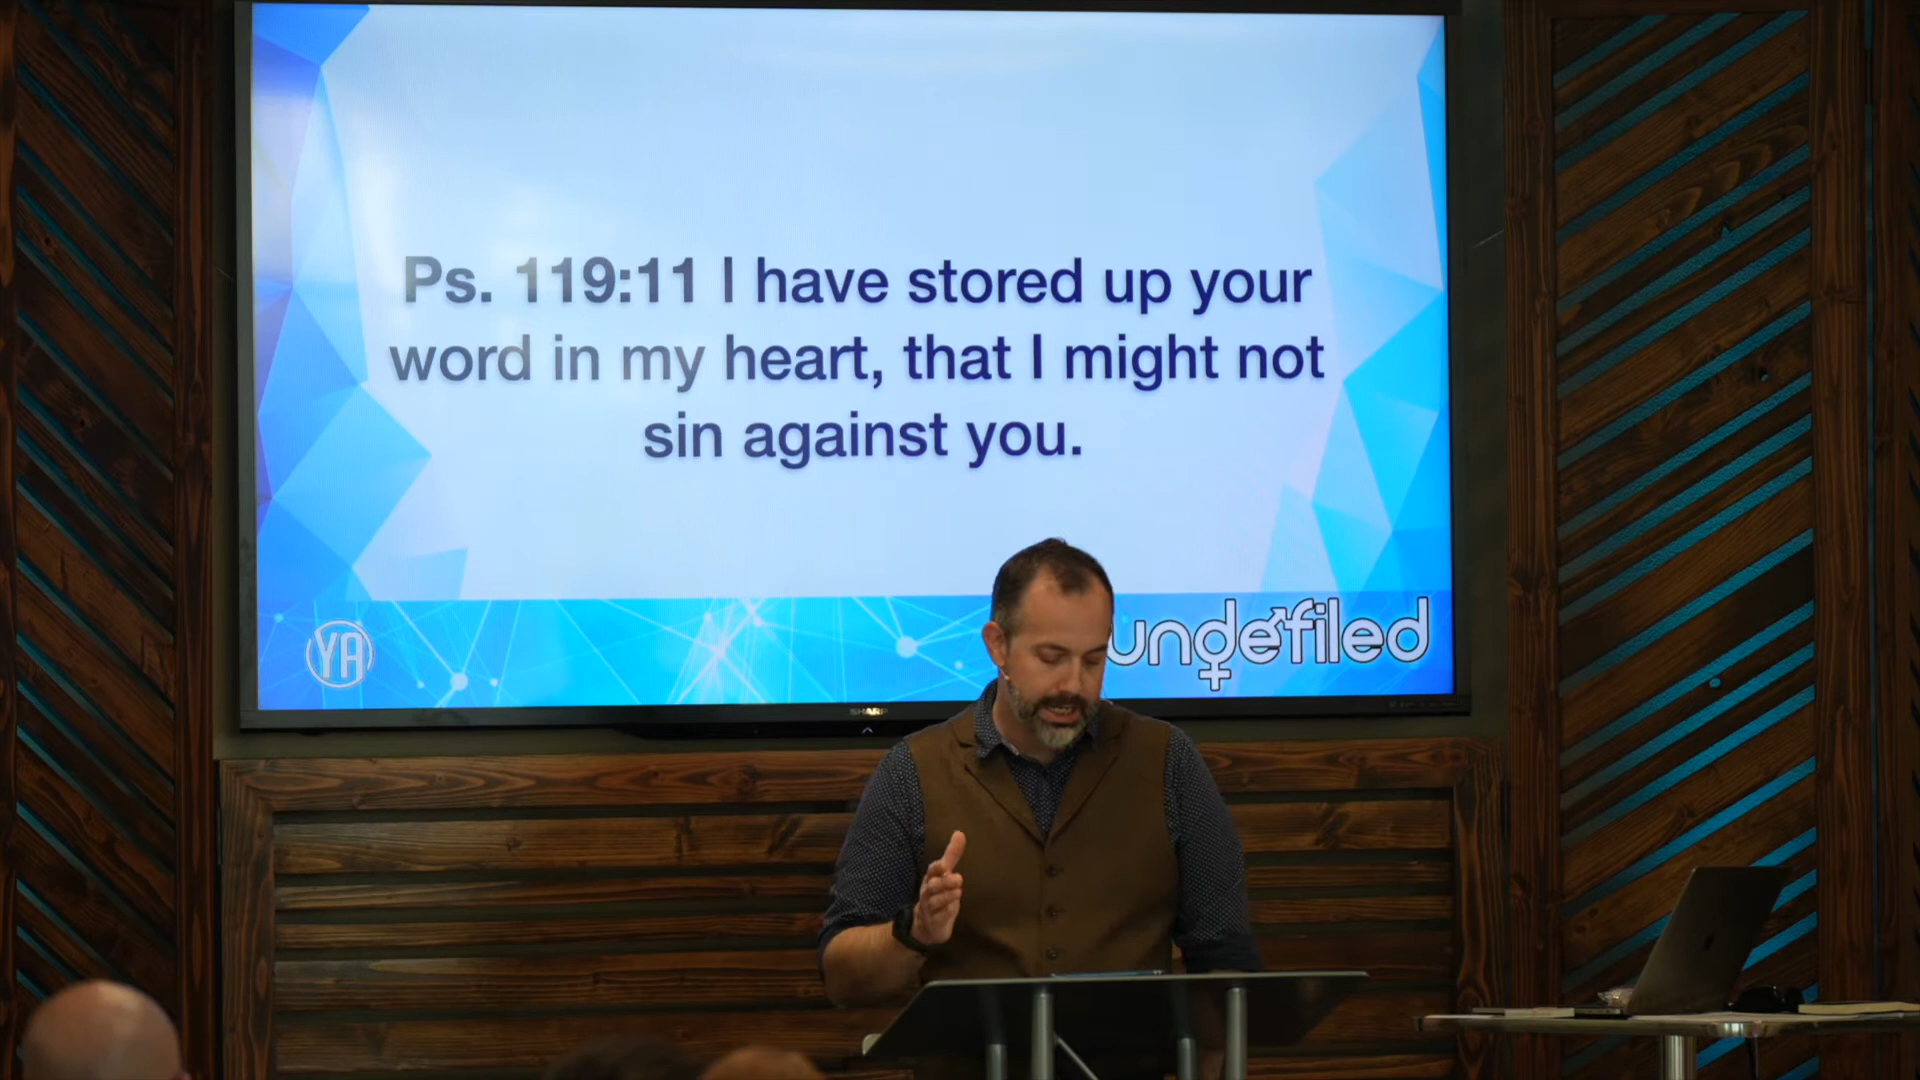 Ps. 119:11 I have stored up your
word in my heart, that I might not
sin against you.
YA
undefiled
SHARP